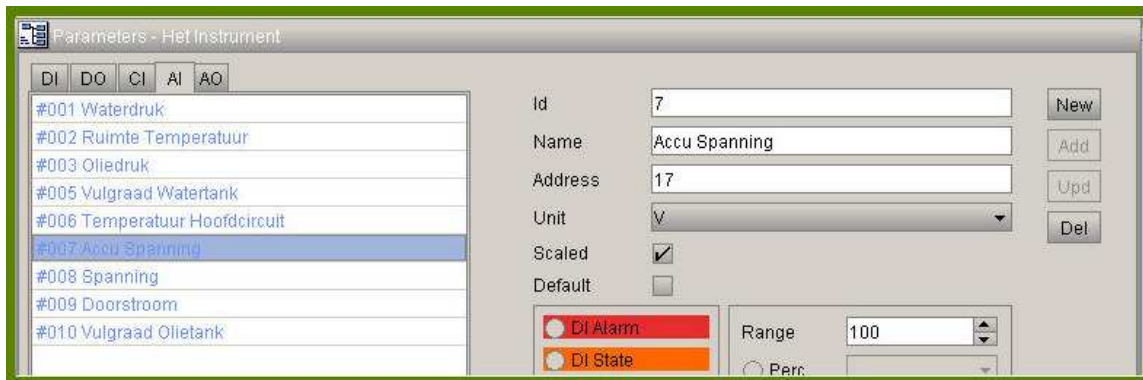 Parameters - Het Instrument
DI DO CI AI AO
#001 Waterdruk
#002 Ruimte Temperatuur
#003 Oliedruk
#005 Vulgraad Watertank
#006 Temperatuur Hoofdcircuit
#007 Accu Spanning
#008 Spanning
#009 Doorstroom
#010 Vulgraad Olietank
Id 7
Name Accu Spanning
Address 17
Unit V
Scaled
Default
DI Alarm
DI State
Range 100
Perc
New
Add
Upd
Del